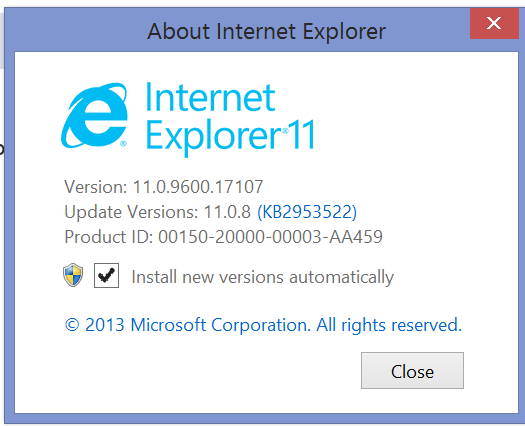 About Internet Explorer
Internet
Explorer®11
Version: 11.0.9600.17107
Update Versions: 11.0.8 (KB2953522)
Product ID: 00150-20000-00003-AA459
Install new versions automatically
© 2013 Microsoft Corporation. All rights reserved.
Close